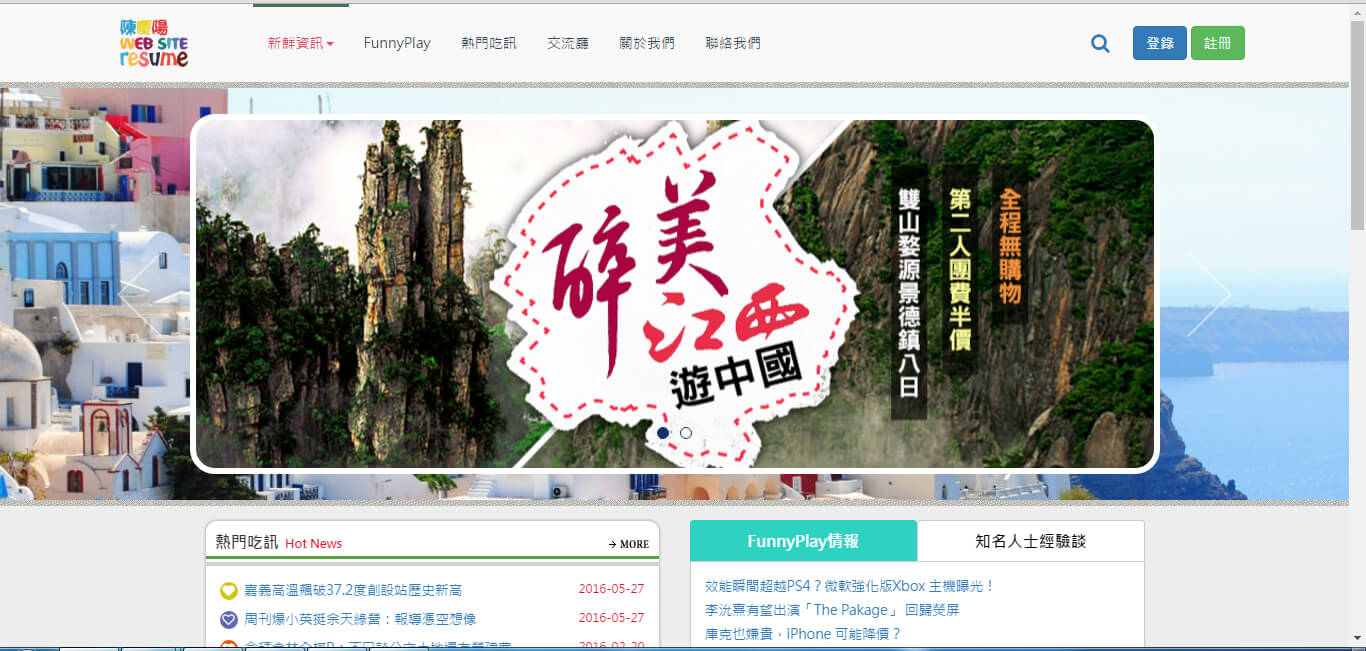 陳慶陽
WEB SITE
resume
新鮮資訊
FunnyPlay
熱門吃訊
交流廳
關於我們
聯絡我們
登錄
註冊
醉美
江西
遊中國
全程無購物
第二人團費半價
雙山婺源景德鎮八日
熱門吃訊 Hot News
→ MORE
嘉義高溫飆破37.2度創設站歷史新高 2016-05-27
周刊爆小英挺余天綠營：報導憑空想像 2016-05-27
2016-02-20
FunnyPlay情報
知名人士經驗談
效能瞬間超越PS4？微軟強化版Xbox 主機曝光！
李沇熹有望出演「The Pakage」 回歸熒屏
庫克也嫌貴，iPhone 可能降價？